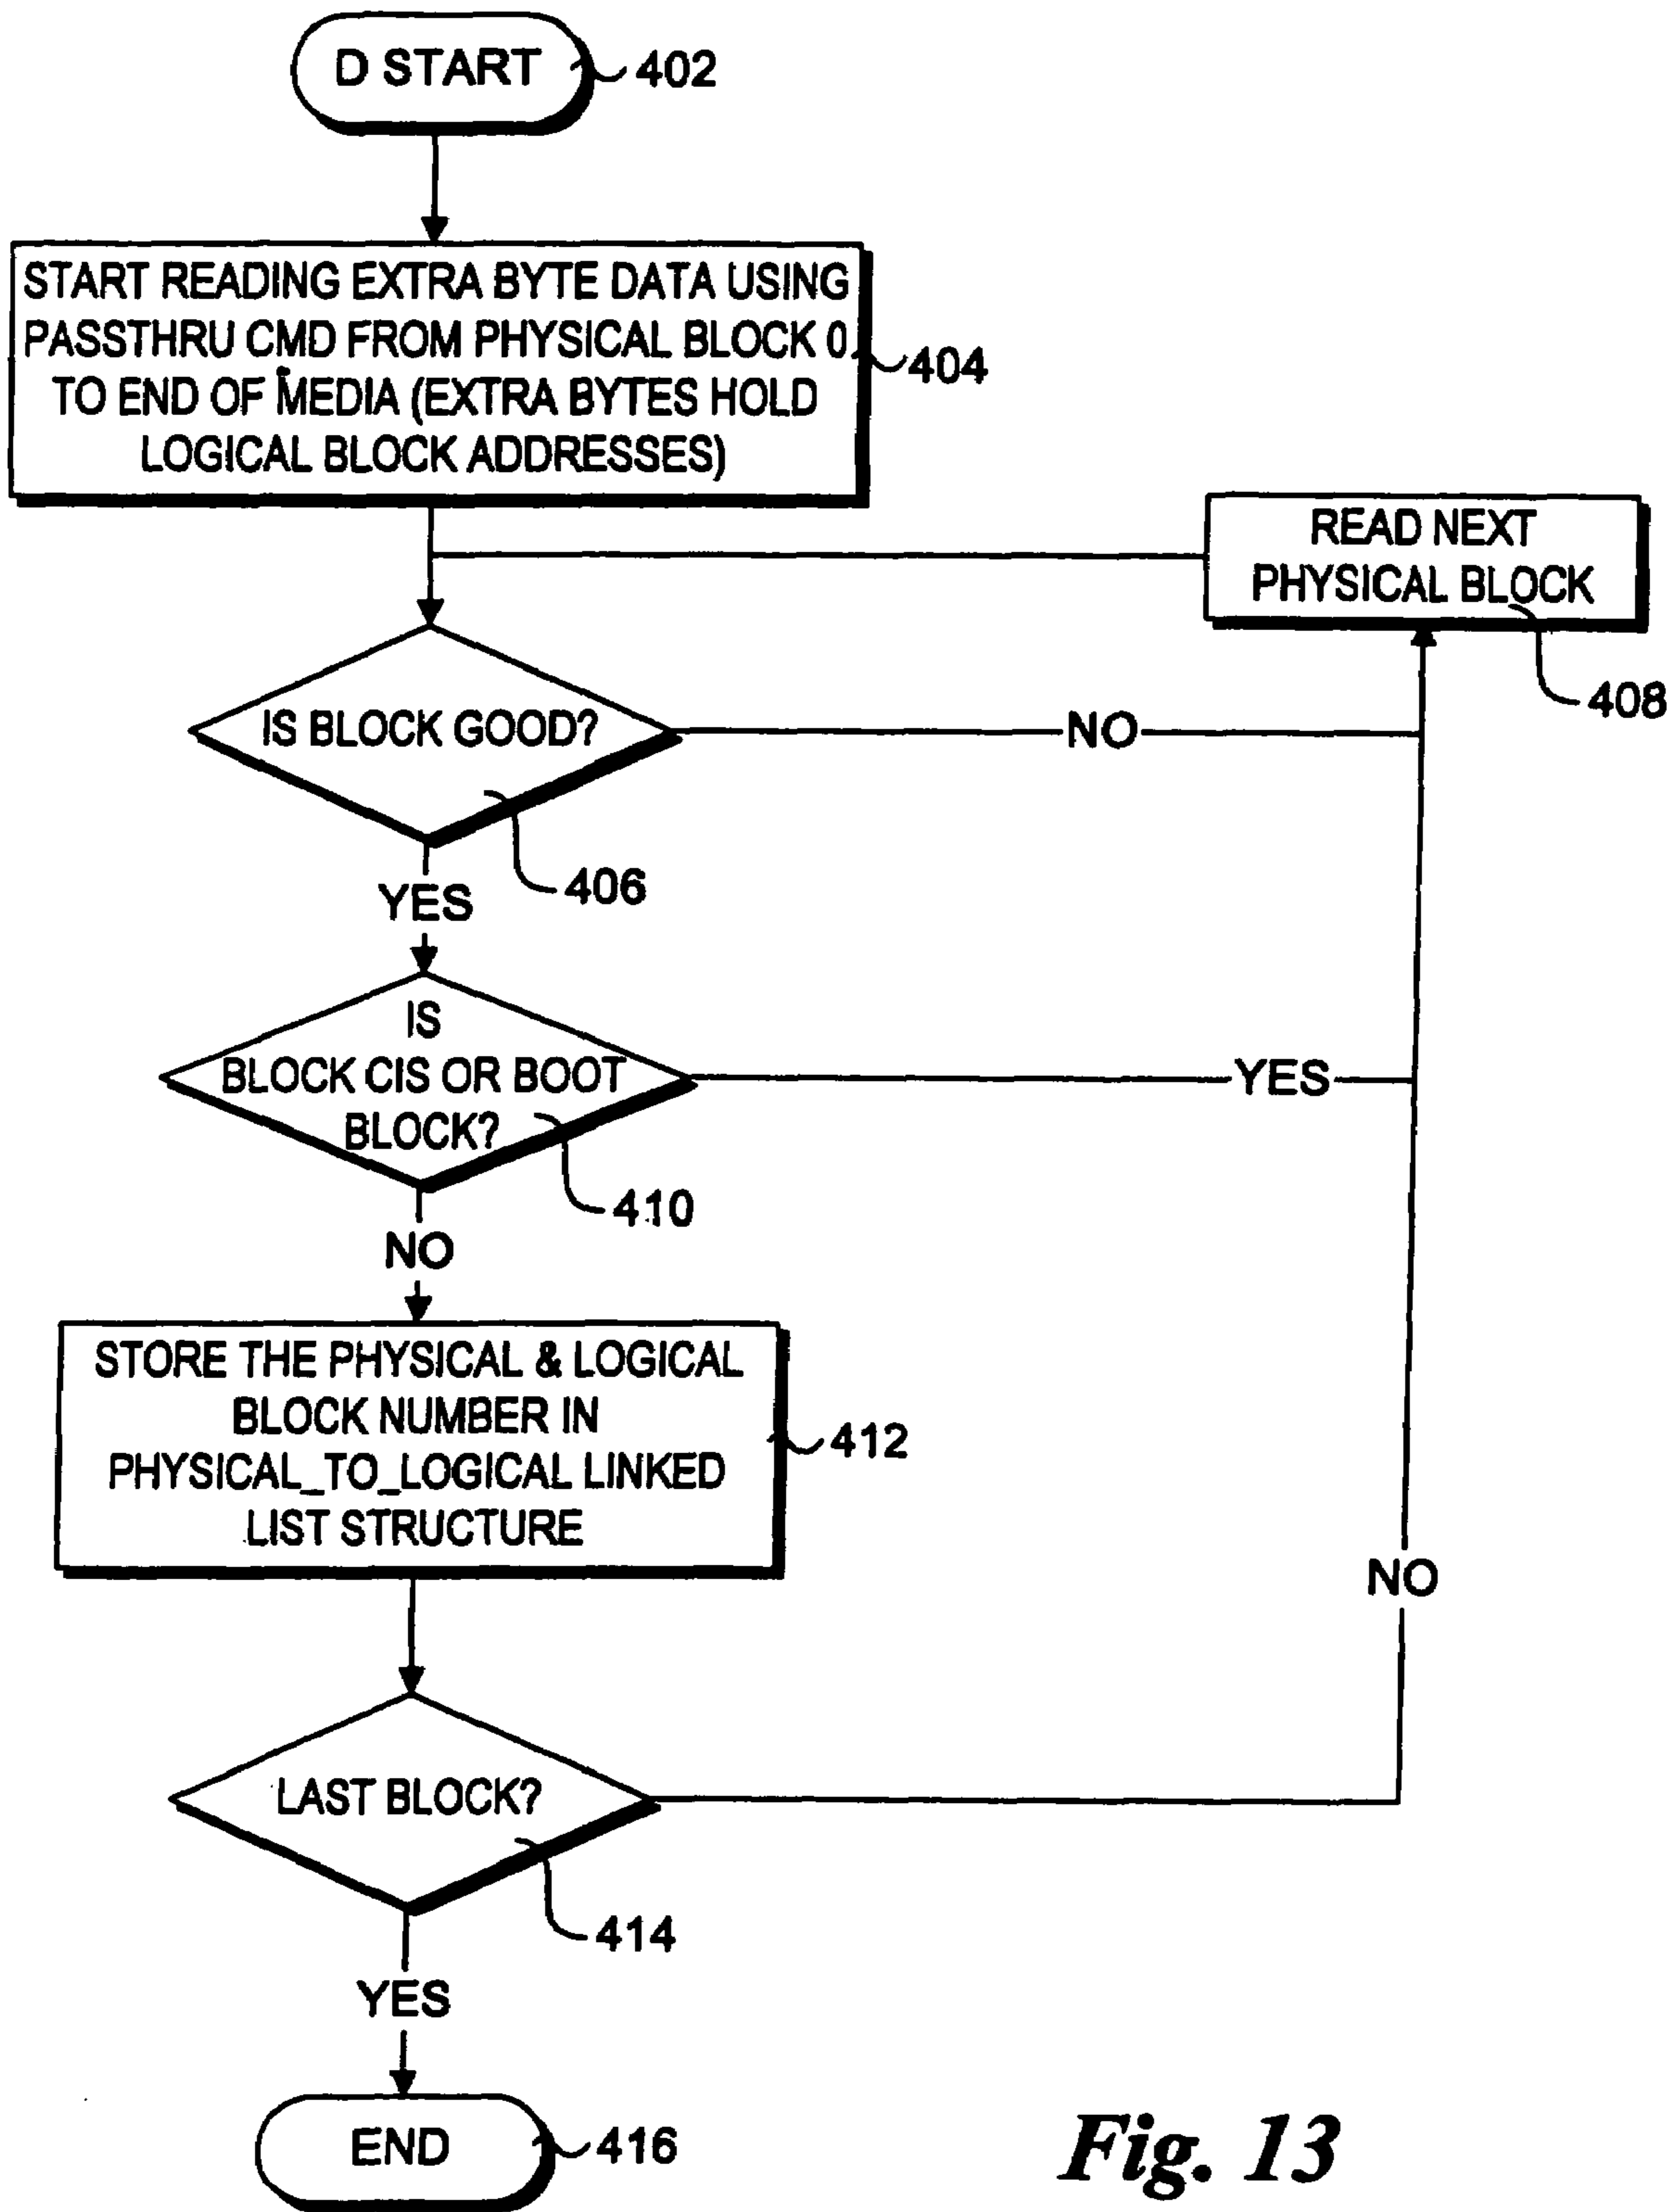 D START
402
START READING EXTRA BYTE DATA USING
PASSTHRU CMD FROM PHYSICAL BLOCK 0
TO END OF MEDIA (EXTRA BYTES HOLD
LOGICAL BLOCK ADDRESSES)
404
READ NEXT
PHYSICAL BLOCK
408
IS BLOCK GOOD?
NO
406
YES
IS
BLOCK CIS OR BOOT
BLOCK?
YES
410
NO
STORE THE PHYSICAL & LOGICAL
BLOCK NUMBER IN
PHYSICAL_TO_LOGICAL LINKED
LIST STRUCTURE
412
NO
LAST BLOCK?
414
YES
END
416
Fig. 13